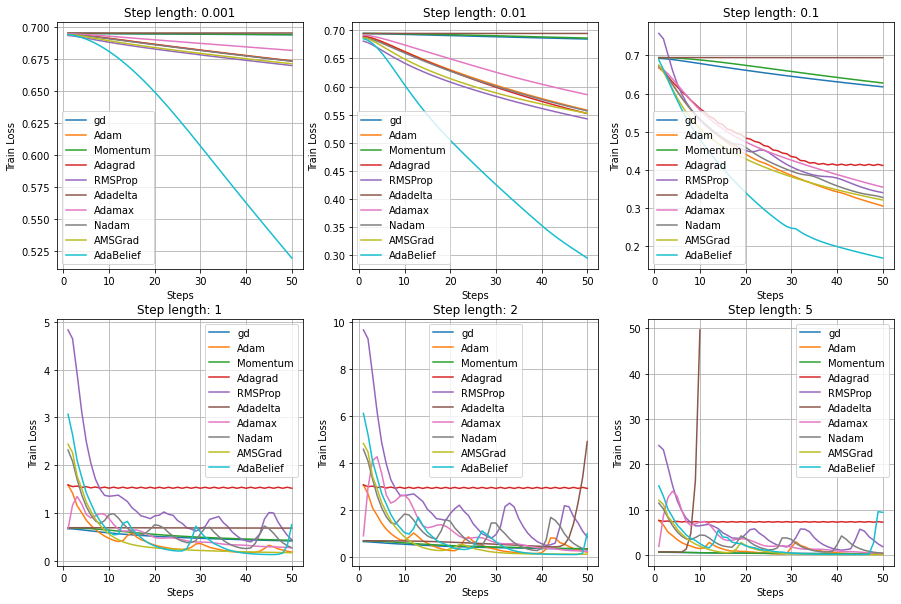 Step length: 0.001
Train Loss
0.700
0.675
0.650
0.625
0.600
0.575
0.550
0.525
gd
Adam
Momentum
Adagrad
RMSProp
Adadelta
Adamax
Nadam
AMSGrad
AdaBelief
0 10 20 30 40 50
Steps
Step length: 0.01
Train Loss
0.70
0.65
0.60
0.55
0.50
0.45
0.40
0.35
0.30
gd
Adam
Momentum
Adagrad
RMSProp
Adadelta
Adamax
Nadam
AMSGrad
AdaBelief
0 10 20 30 40 50
Steps
Step length: 0.1
Train Loss
0.7
0.6
0.5
0.4
0.3
0.2
gd
Adam
Momentum
Adagrad
RMSProp
Adadelta
Adamax
Nadam
AMSGrad
AdaBelief
0 10 20 30 40 50
Steps
Step length: 1
Train Loss
5
4
3
2
1
0
gd
Adam
Momentum
Adagrad
RMSProp
Adadelta
Adamax
Nadam
AMSGrad
AdaBelief
0 10 20 30 40 50
Steps
Step length: 2
Train Loss
10
8
6
4
2
0
gd
Adam
Momentum
Adagrad
RMSProp
Adadelta
Adamax
Nadam
AMSGrad
AdaBelief
0 10 20 30 40 50
Steps
Step length: 5
Train Loss
50
40
30
20
10
0
gd
Adam
Momentum
Adagrad
RMSProp
Adadelta
Adamax
Nadam
AMSGrad
AdaBelief
0 10 20 30 40 50
Steps